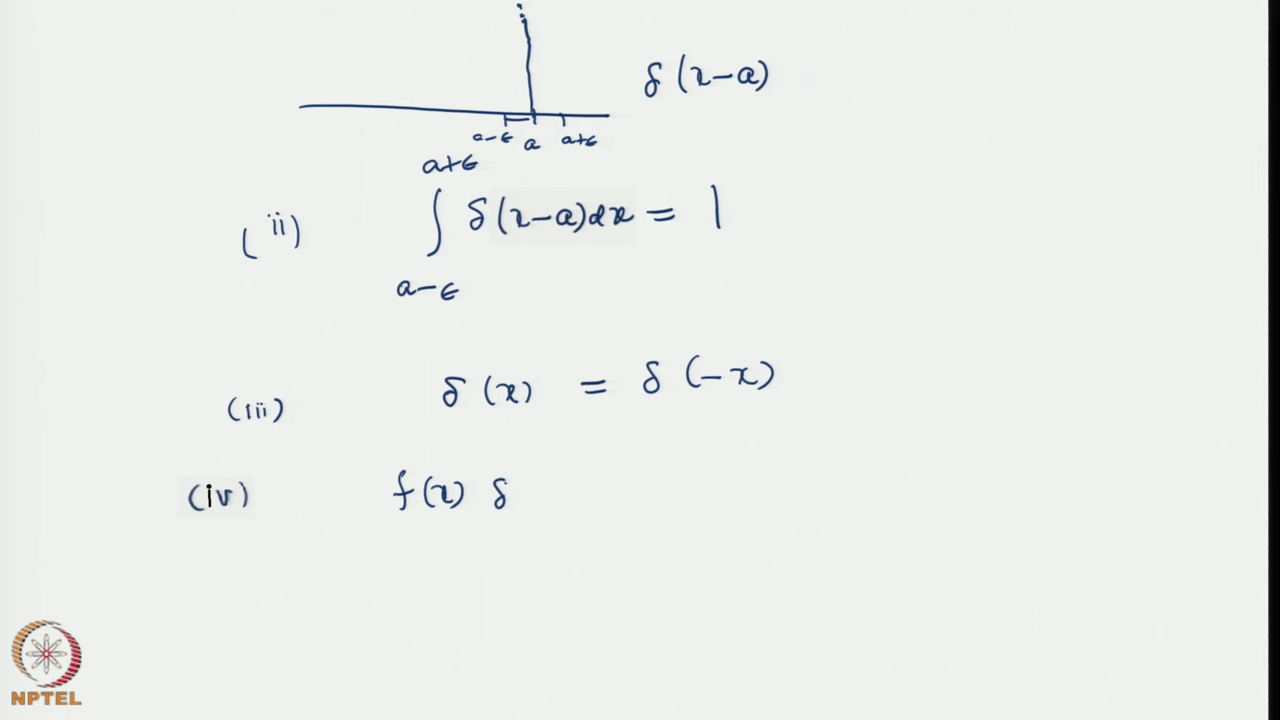 δ(x-a)
a-ϵ a a+ϵ
a+ϵ
(ii) ∫ δ(x-a)dx = 1
a-ϵ
(iii) δ(x) = δ(-x)
(iv) f(x) δ
NPTEL